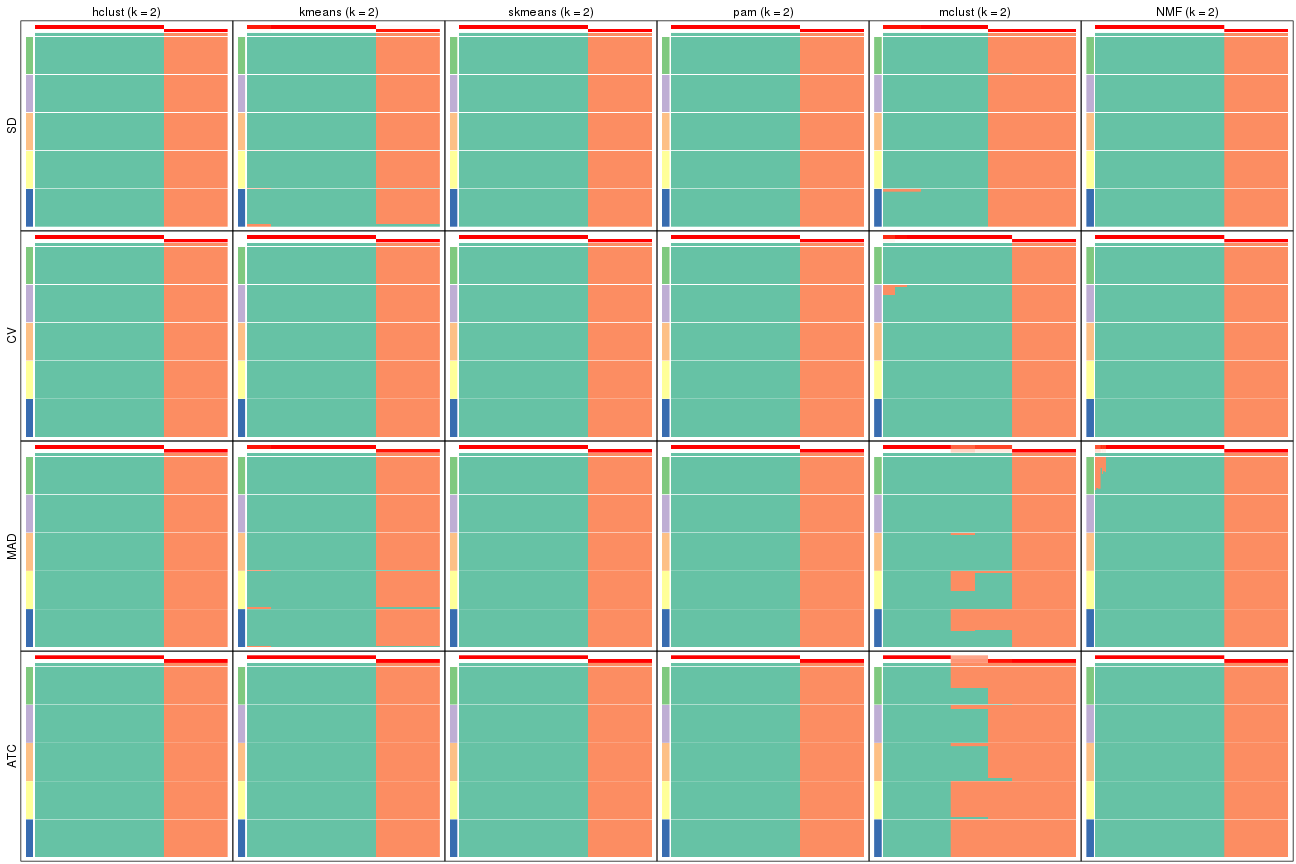 hclust (k = 2) kmeans (k = 2) skmeans (k = 2) pam (k = 2) mclust (k = 2) NMF (k = 2)
SD
CV
MAD
ATC